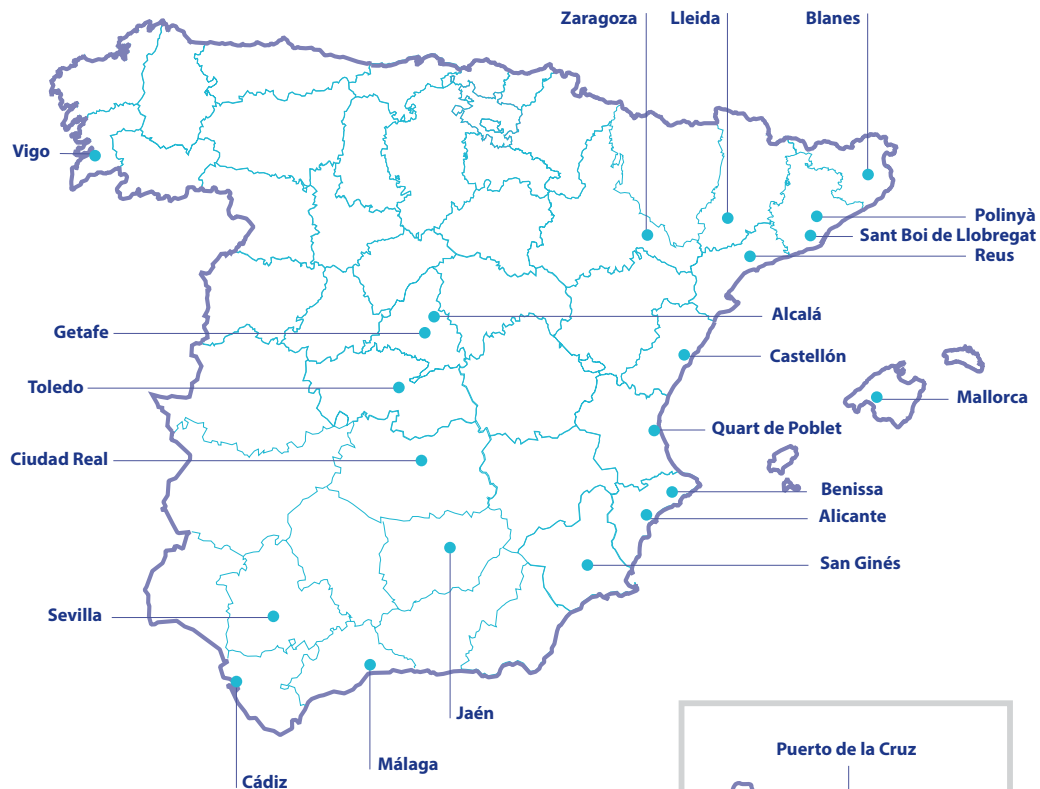 Zaragoza
Lleida
Blanes
Vigo
Polinyà
Sant Boi de Llobregat
Reus
Alcalá
Getafe
Castellón
Toledo
Mallorca
Quart de Poblet
Ciudad Real
Benissa
Alicante
San Ginés
Sevilla
Jaén
Puerto de la Cruz
Málaga
Cádiz